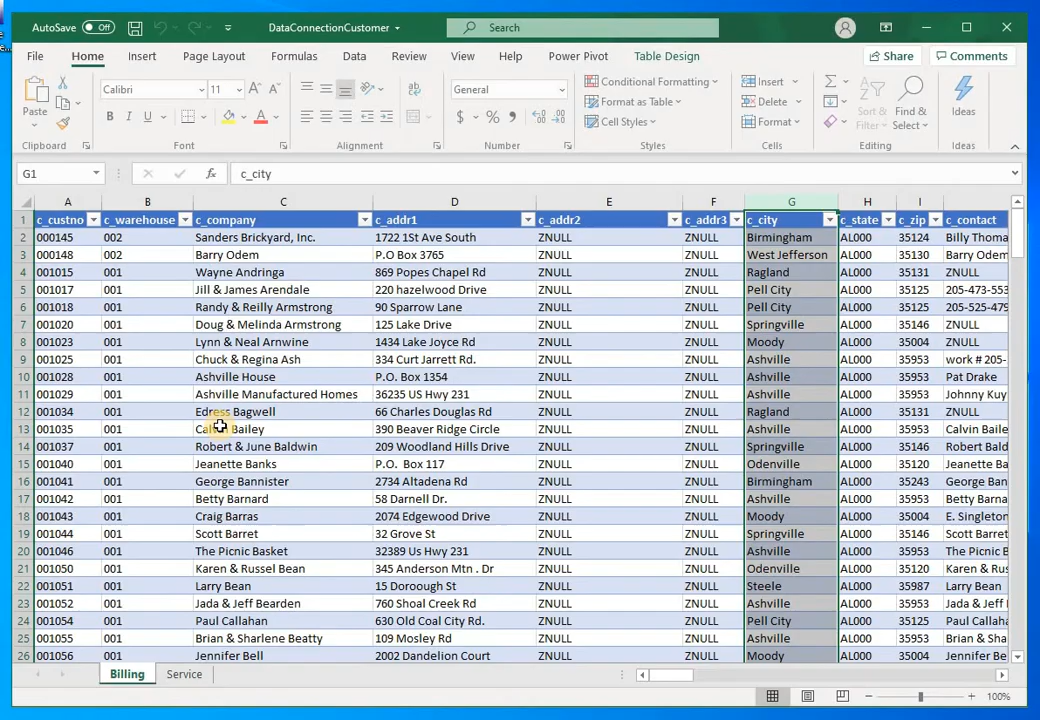 AutoSave Off DataConnectionCustomer Search
File Home Insert Page Layout Formulas Data Review View Help Power Pivot Table Design Share Comments
Calibri 11 General Conditional Formatting Insert
Paste B I U A $ % Format as Table Delete Sort & Find & Ideas
Cell Styles Format Filter Select
Clipboard Font Alignment Number Styles Cells Editing Ideas
G1 fx c_city
A B C D E F G H I J
1 c_custno c_warehouse c_company c_addr1 c_addr2 c_addr3 c_city c_state c_zip c_contact
2 000145 002 Sanders Brickyard, Inc. 1722 1St Ave South ZNULL ZNULL Birmingham AL000 35124 Billy Thoma
3 000148 002 Barry Odem P.O Box 3765 ZNULL ZNULL West Jefferson AL000 35130 Barry Odem
4 001015 001 Wayne Andringa 869 Popes Chapel Rd ZNULL ZNULL Ragland AL000 35131 ZNULL
5 001017 001 Jill & James Arendale 220 hazelwood Drive ZNULL ZNULL Pell City AL000 35125 205-473-553
6 001018 001 Randy & Reilly Armstrong 90 Sparrow Lane ZNULL ZNULL Pell City AL000 35125 205-525-479
7 001020 001 Doug & Melinda Armstrong 125 Lake Drive ZNULL ZNULL Springville AL000 35146 ZNULL
8 001023 001 Lynn & Neal Arnwine 1434 Lake Joyce Rd ZNULL ZNULL Moody AL000 35004 ZNULL
9 001025 001 Chuck & Regina Ash 334 Curt Jarrett Rd. ZNULL ZNULL Ashville AL000 35953 work # 205-
10 001028 001 Ashville House P.O. Box 1354 ZNULL ZNULL Ashville AL000 35953 Pat Drake
11 001029 001 Ashville Manufactured Homes 36235 US Hwy 231 ZNULL ZNULL Ashville AL000 35953 Johnny Kuy
12 001034 001 Edress Bagwell 66 Charles Douglas Rd ZNULL ZNULL Ragland AL000 35131 ZNULL
13 001035 001 Calvin Bailey 390 Beaver Ridge Circle ZNULL ZNULL Ashville AL000 35953 Calvin Baile
14 001037 001 Robert & June Baldwin 209 Woodland Hills Drive ZNULL ZNULL Springville AL000 35146 Robert Bald
15 001040 001 Jeanette Banks P.O. Box 117 ZNULL ZNULL Odenville AL000 35120 Jeanette Ba
16 001041 001 George Bannister 2734 Altadena Rd ZNULL ZNULL Birmingham AL000 35243 George Ban
17 001042 001 Betty Barnard 58 Darnell Dr. ZNULL ZNULL Ashville AL000 35953 Betty Barna
18 001043 001 Craig Barras 2074 Edgewood Drive ZNULL ZNULL Moody AL000 35004 E. Singleton
19 001044 001 Scott Barret 32 Grove St ZNULL ZNULL Springville AL000 35146 Scott Barret
20 001046 001 The Picnic Basket 32389 Us Hwy 231 ZNULL ZNULL Ashville AL000 35953 The Picnic B
21 001050 001 Karen & Russel Bean 345 Anderson Mtn . Dr ZNULL ZNULL Odenville AL000 35120 Karen & Rus
22 001051 001 Larry Bean 15 Doroough St ZNULL ZNULL Steele AL000 35987 Larry Bean
23 001052 001 Jada & Jeff Bearden 760 Shoal Creek Rd ZNULL ZNULL Ashville AL000 35953 Jada & Jeff B
24 001054 001 Paul Callahan 630 Old Coal City Rd. ZNULL ZNULL Pell City AL000 35125 Paul Callaha
25 001055 001 Brian & Sharlene Beatty 109 Mosley Rd ZNULL ZNULL Ashville AL000 35953 Brian & Sha
26 001056 001 Jennifer Bell 2002 Dandelion Court ZNULL ZNULL Moody AL000 35004 Jennifer Be
Billing Service
100%